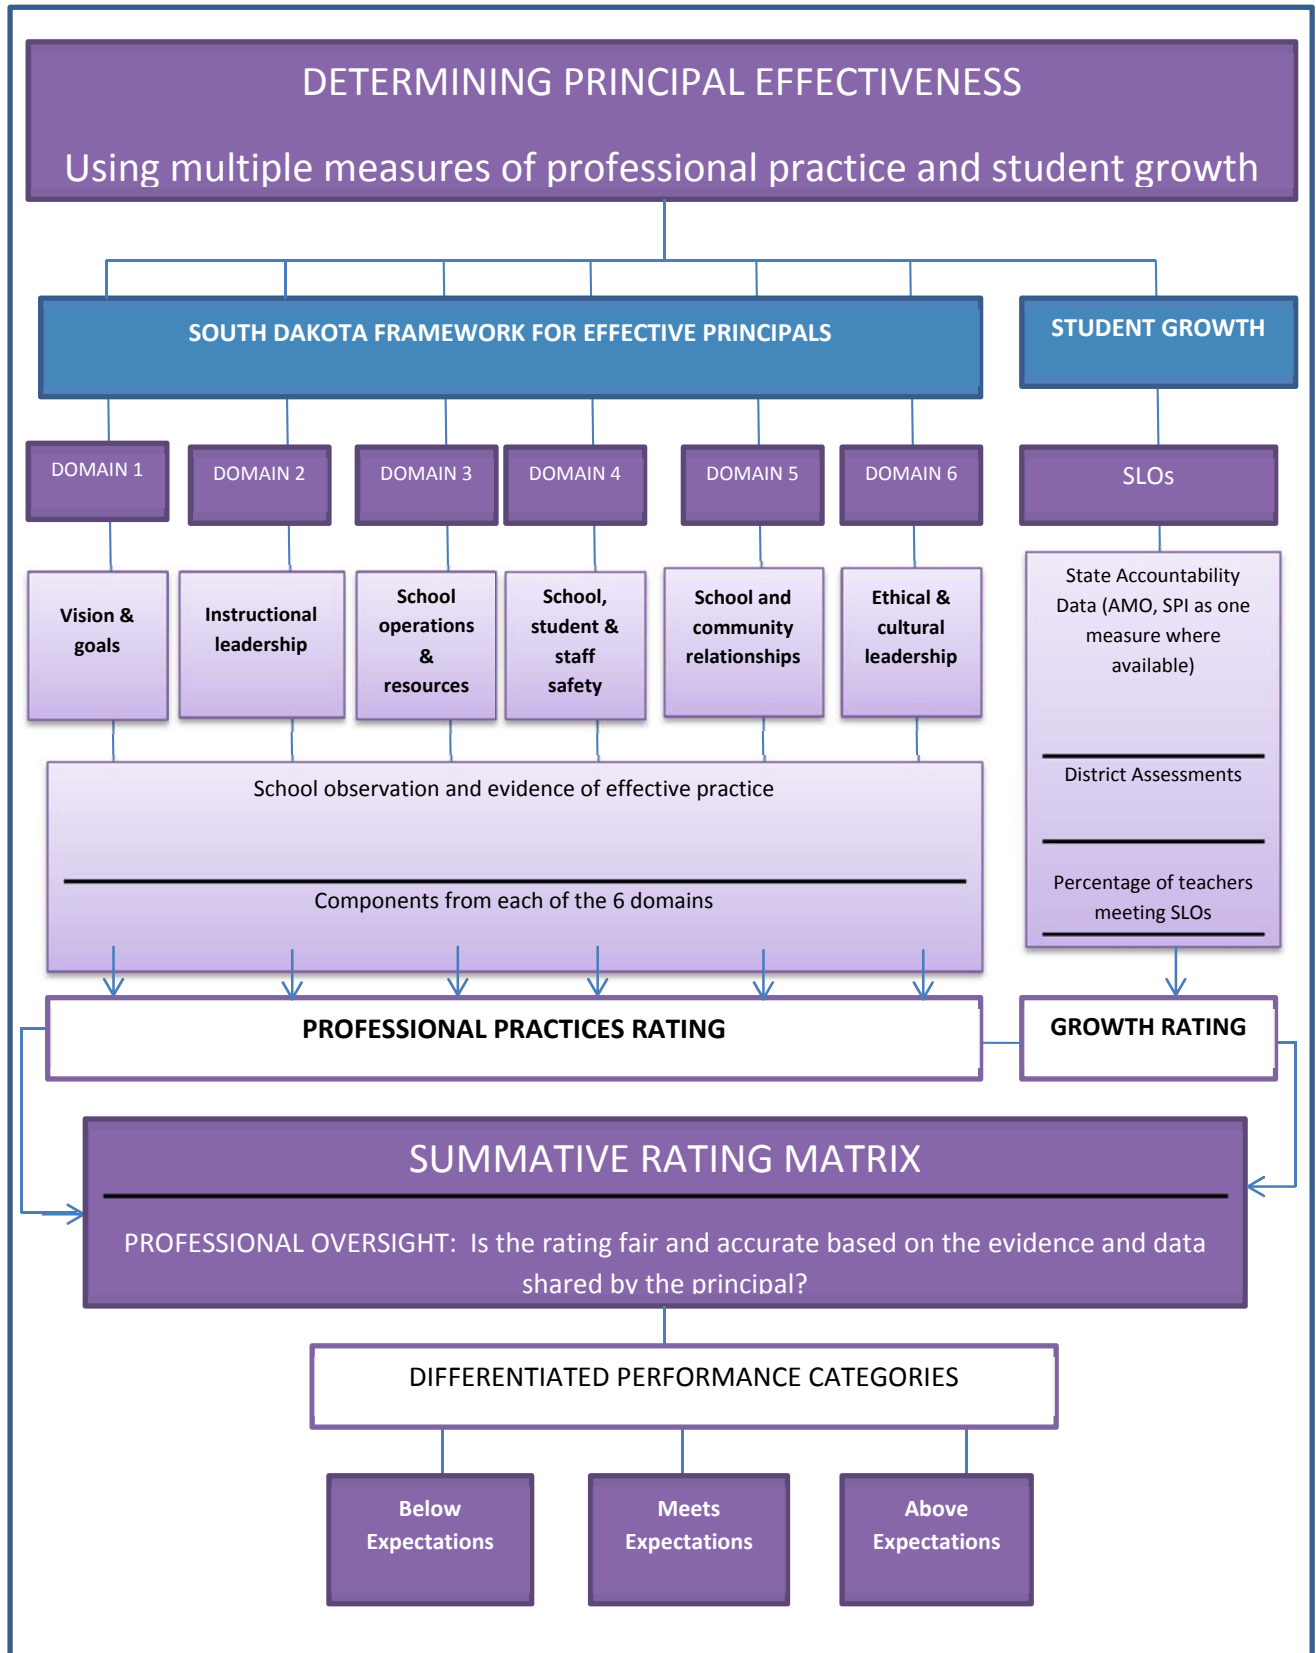 DETERMINING PRINCIPAL EFFECTIVENESS
Using multiple measures of professional practice and student growth
SOUTH DAKOTA FRAMEWORK FOR EFFECTIVE PRINCIPALS
STUDENT GROWTH
DOMAIN 1
DOMAIN 2
DOMAIN 3
DOMAIN 4
DOMAIN 5
DOMAIN 6
SLOs
Vision &
goals
Instructional
leadership
School
operations
&
resources
School,
student &
staff
safety
School and
community
relationships
Ethical &
cultural
leadership
State Accountability
Data (AMO, SPI as one
measure where
available)
District Assessments
Percentage of teachers
meeting SLOs
School observation and evidence of effective practice
Components from each of the 6 domains
PROFESSIONAL PRACTICES RATING
GROWTH RATING
SUMMATIVE RATING MATRIX
PROFESSIONAL OVERSIGHT:  Is the rating fair and accurate based on the evidence and data
shared by the principal?
DIFFERENTIATED PERFORMANCE CATEGORIES
Below
Expectations
Meets
Expectations
Above
Expectations